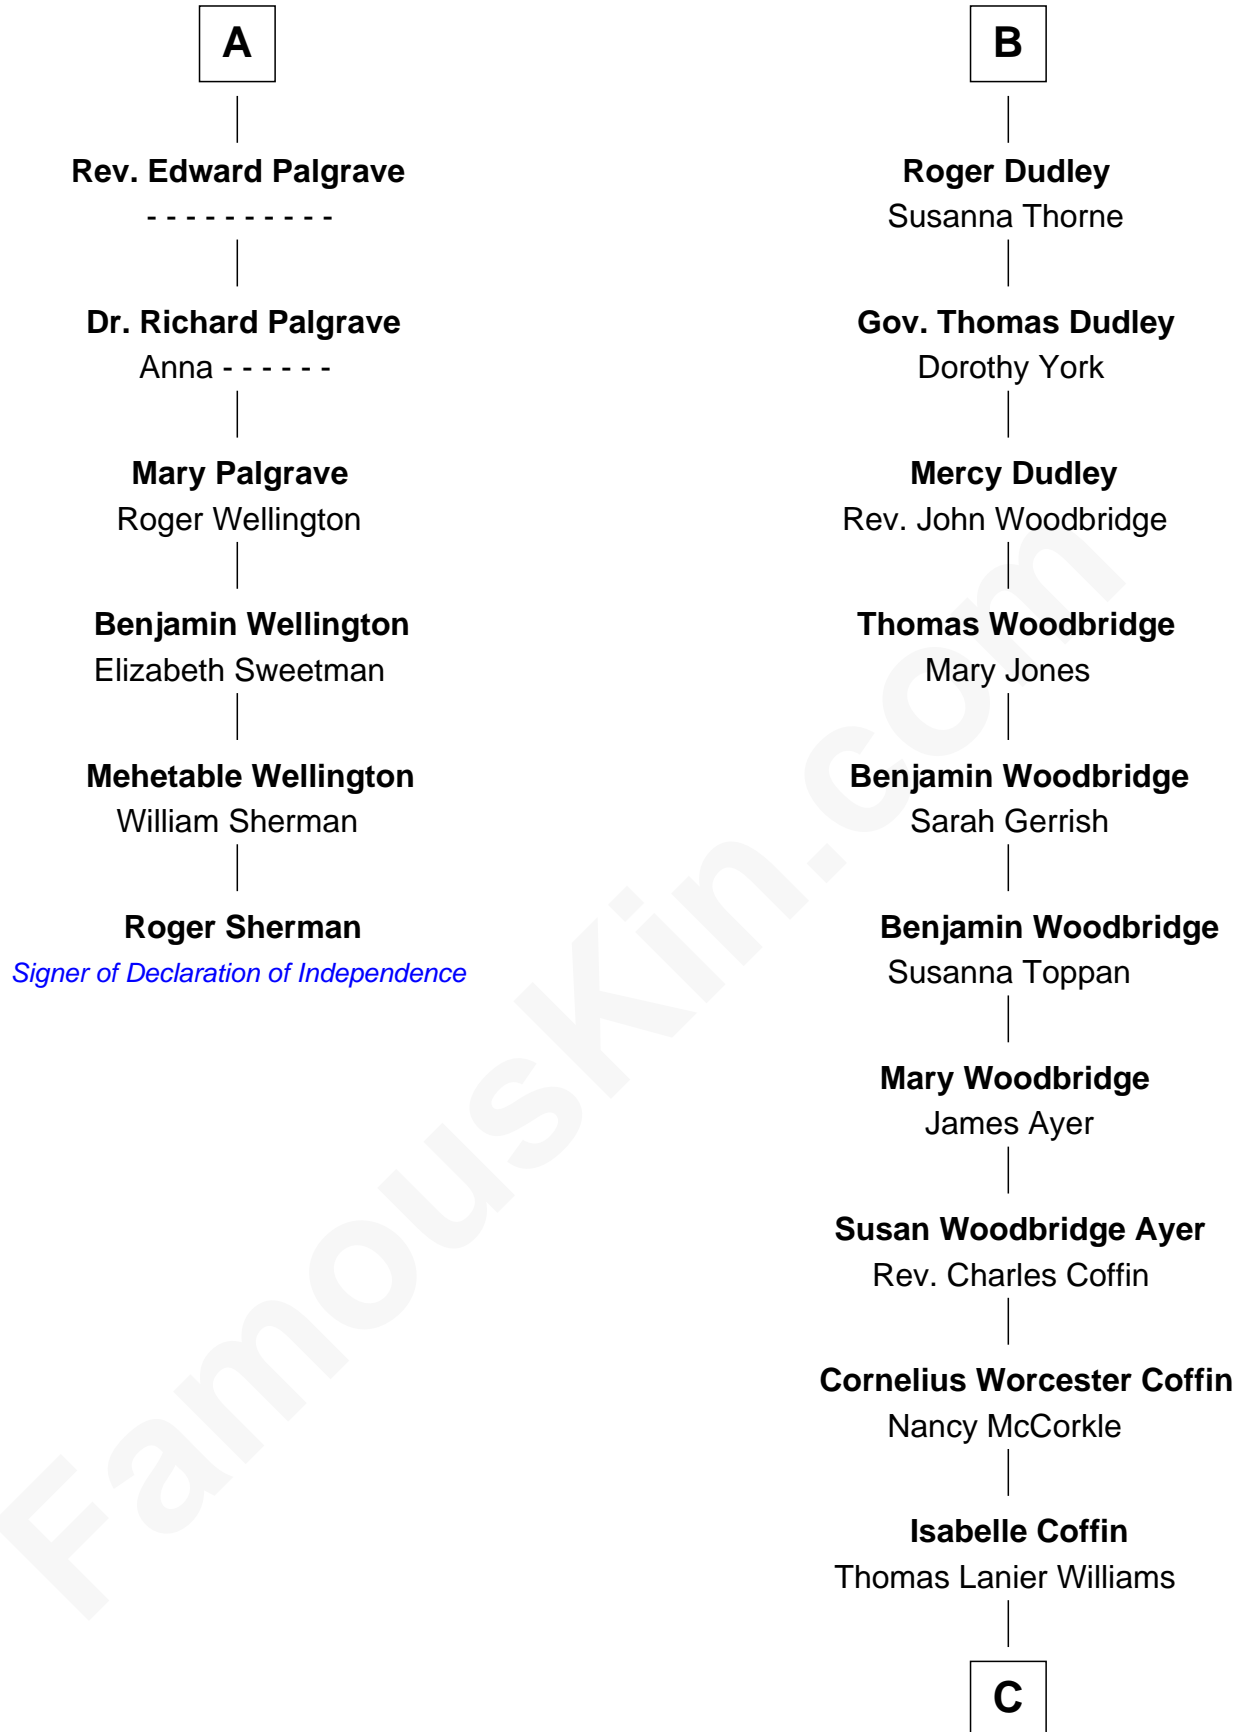 A
Rev. Edward Palgrave
- - - - - - - - - -
Dr. Richard Palgrave
Anna - - - - - -
Mary Palgrave
Roger Wellington
Benjamin Wellington
Elizabeth Sweetman
Mehetable Wellington
William Sherman
Roger Sherman
Signer of Declaration of Independence
B
Roger Dudley
Susanna Thorne
Gov. Thomas Dudley
Dorothy York
Mercy Dudley
Rev. John Woodbridge
Thomas Woodbridge
Mary Jones
Benjamin Woodbridge
Sarah Gerrish
Benjamin Woodbridge
Susanna Toppan
Mary Woodbridge
James Ayer
Susan Woodbridge Ayer
Rev. Charles Coffin
Cornelius Worcester Coffin
Nancy McCorkle
Isabelle Coffin
Thomas Lanier Williams
C
FamousKin.com